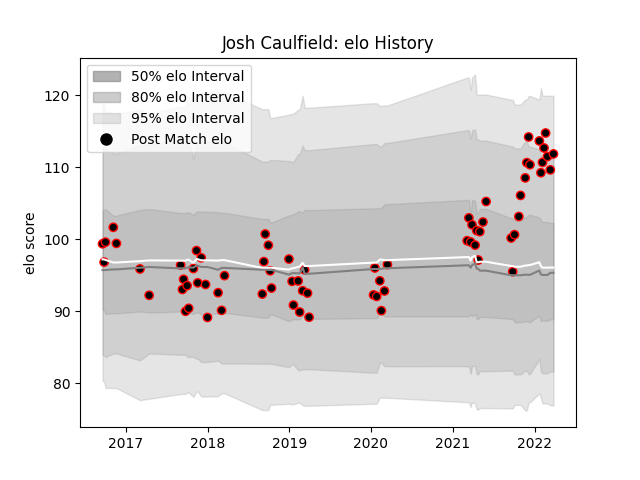 Josh Caulfield: elo History
50% elo Interval
80% elo Interval
95% elo Interval
Post Match elo
elo score
120
110
100
90
80
2017 2018 2019 2020 2021 2022